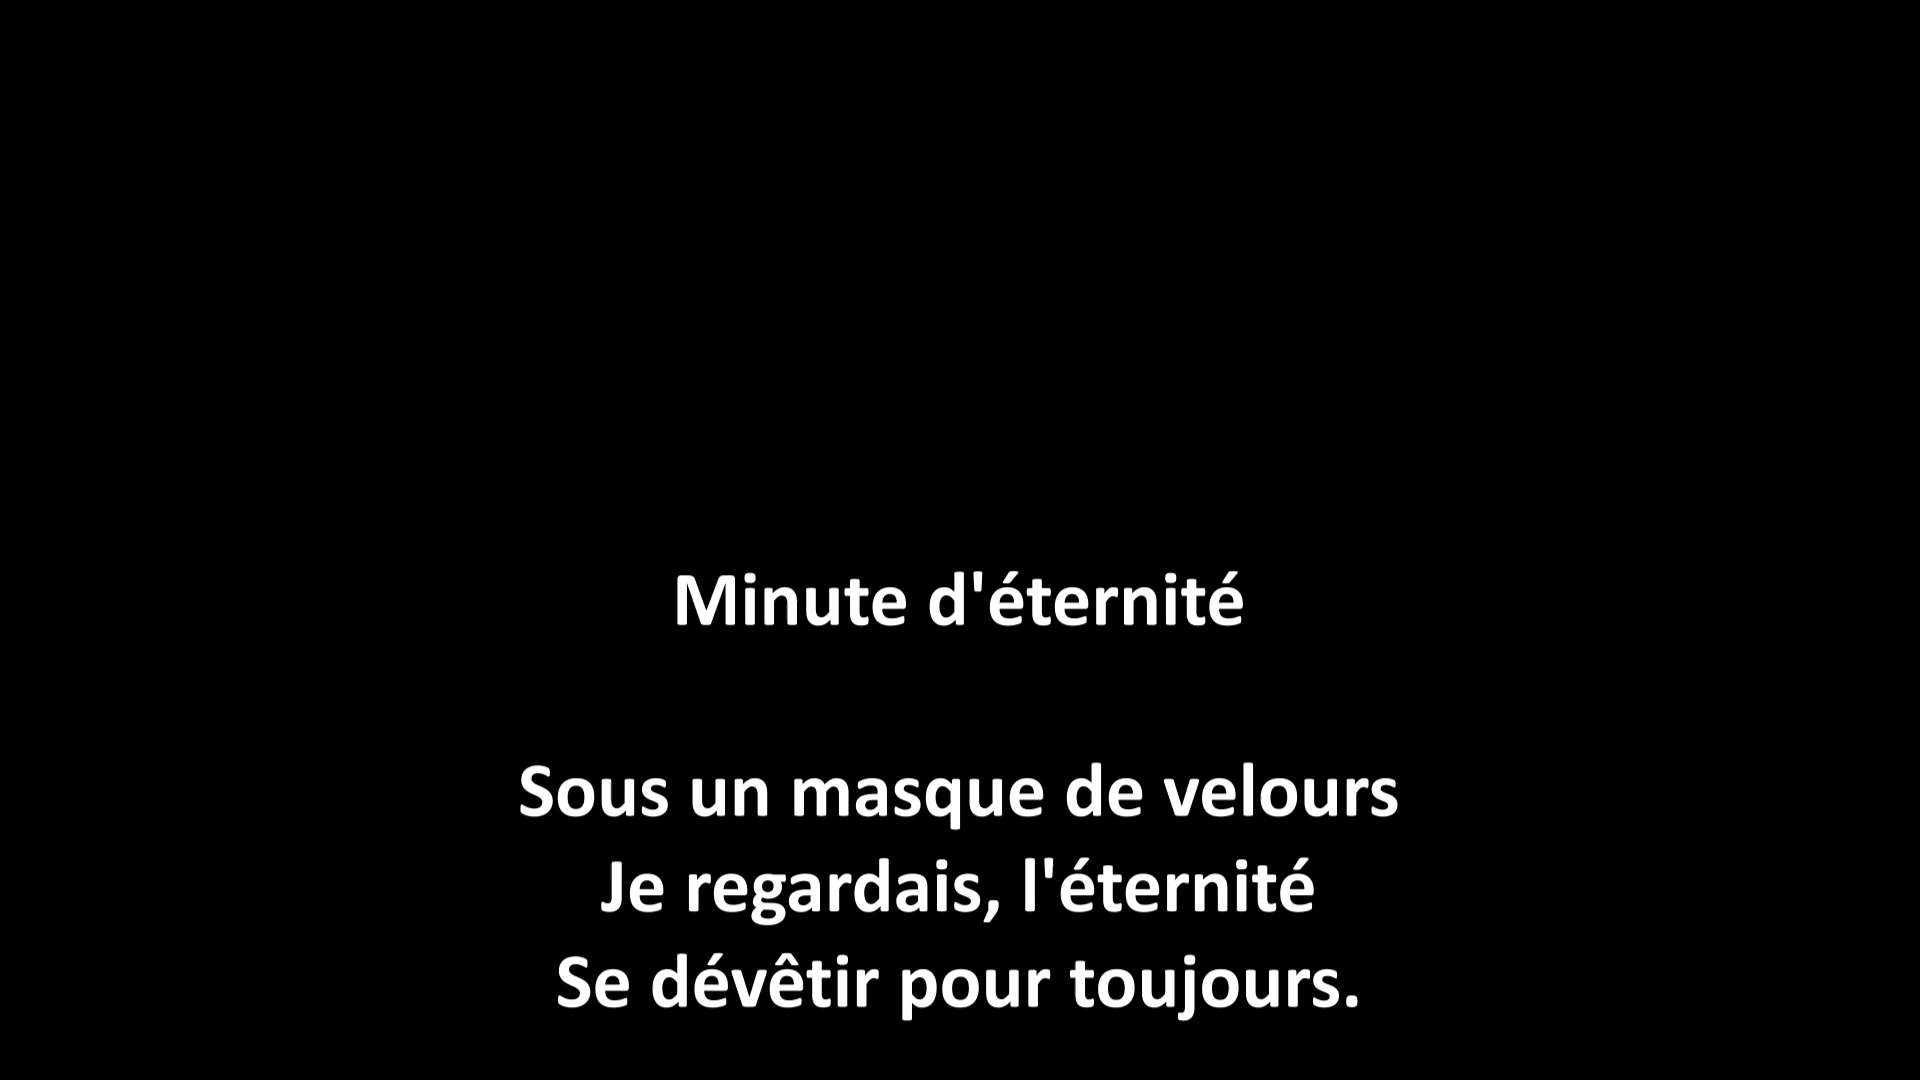 Minute d'éternité
Sous un masque de velours
Je regardais, l'éternité
Se dévêtir pour toujours.